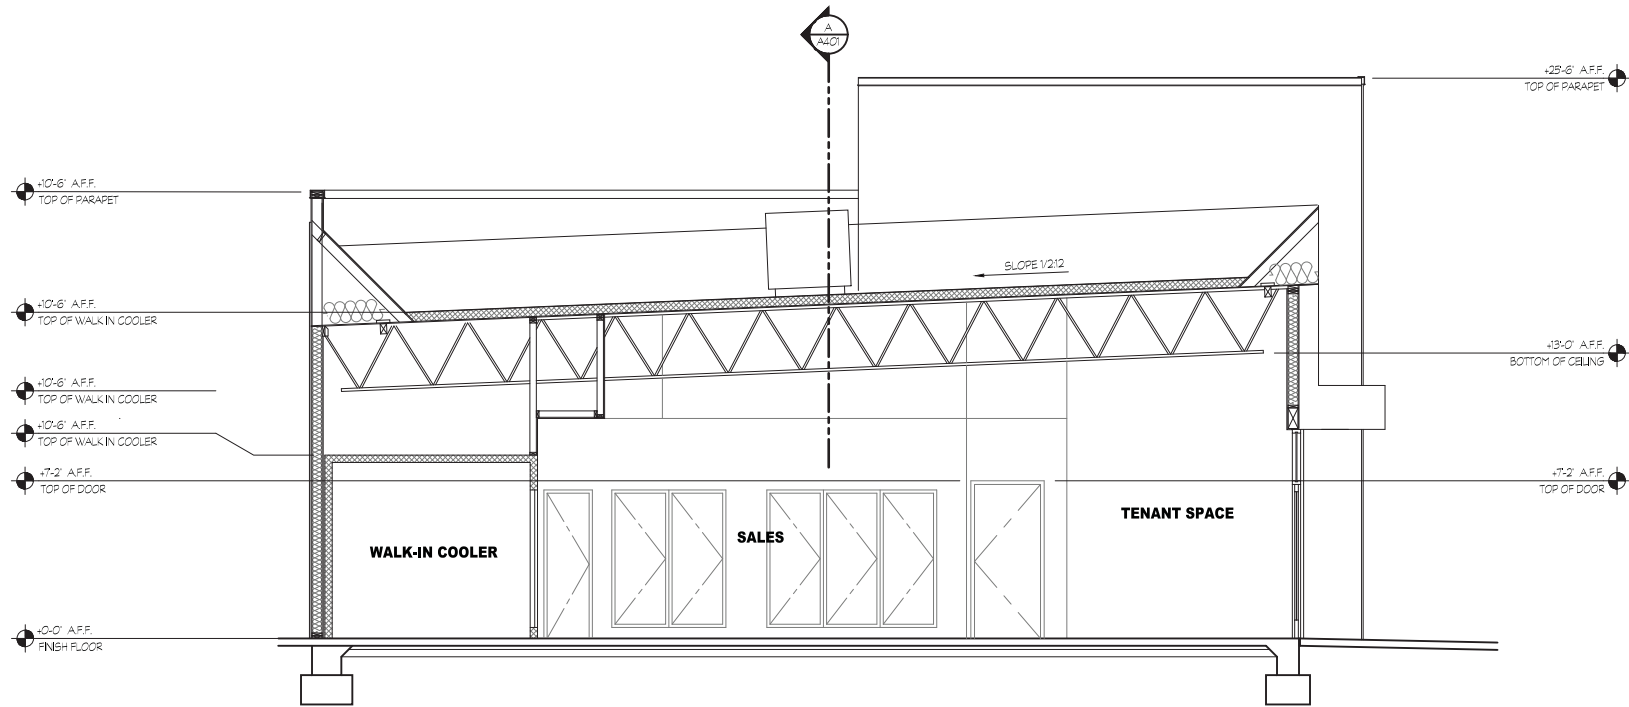 A
A401
+25'-6" A.F.F.
TOP OF PARAPET
+10'-6" A.F.F.
TOP OF PARAPET
SLOPE 1/2:12
+10'-6" A.F.F.
TOP OF WALK IN COOLER
+13'-0" A.F.F.
BOTTOM OF CEILING
+10'-6" A.F.F.
TOP OF WALK IN COOLER
+10'-6" A.F.F.
TOP OF WALK IN COOLER
+7'-2" A.F.F.
TOP OF DOOR
+7'-2" A.F.F.
TOP OF DOOR
TENANT SPACE
SALES
WALK-IN COOLER
+0'-0" A.F.F.
FINISH FLOOR